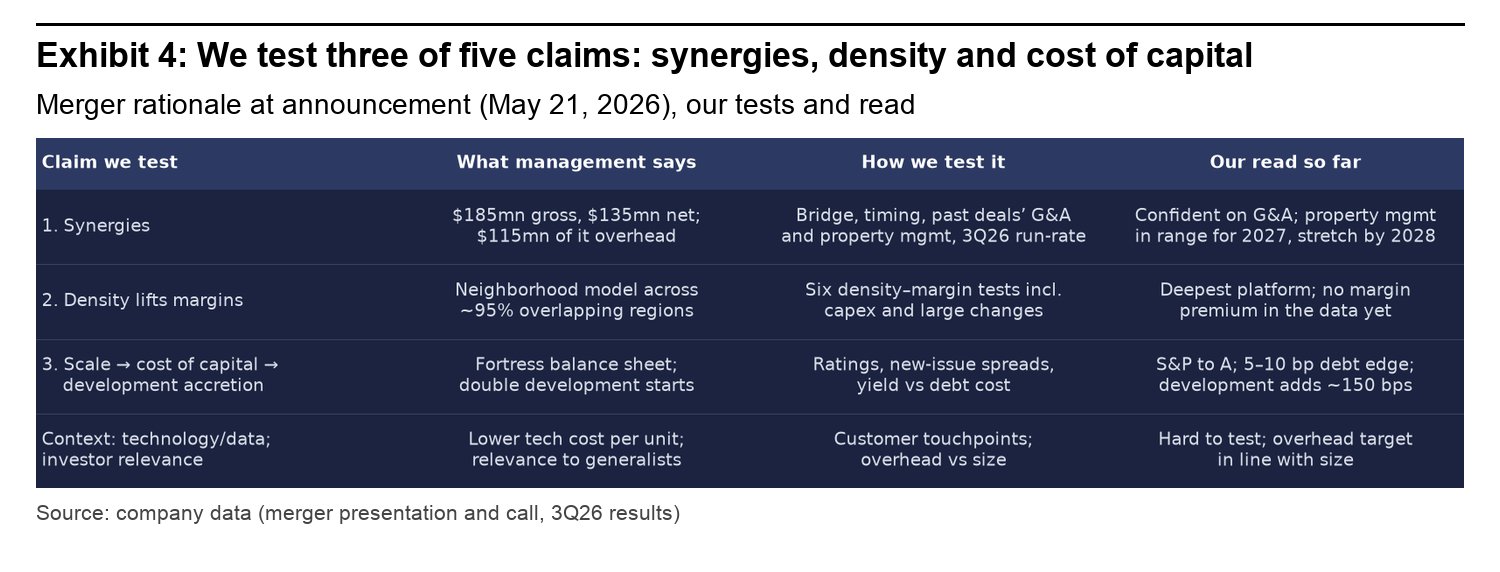 Exhibit 4: We test three of five claims: synergies, density and cost of capital
Merger rationale at announcement (May 21, 2026), our tests and read
Claim we test
What management says
How we test it
Our read so far
1. Synergies
$185mn gross, $135mn net;
$115mn of it overhead
Bridge, timing, past deals’ G&A
and property mgmt, 3Q26 run-rate
Confident on G&A; property mgmt
in range for 2027, stretch by 2028
2. Density lifts margins
Neighborhood model across
~95% overlapping regions
Six density–margin tests incl.
capex and large changes
Deepest platform; no margin
premium in the data yet
3. Scale → cost of capital →
development accretion
Fortress balance sheet;
double development starts
Ratings, new-issue spreads,
yield vs debt cost
S&P to A; 5–10 bp debt edge;
development adds ~150 bps
Context: technology/data;
investor relevance
Lower tech cost per unit;
relevance to generalists
Customer touchpoints;
overhead vs size
Hard to test; overhead target
in line with size
Source: company data (merger presentation and call, 3Q26 results)